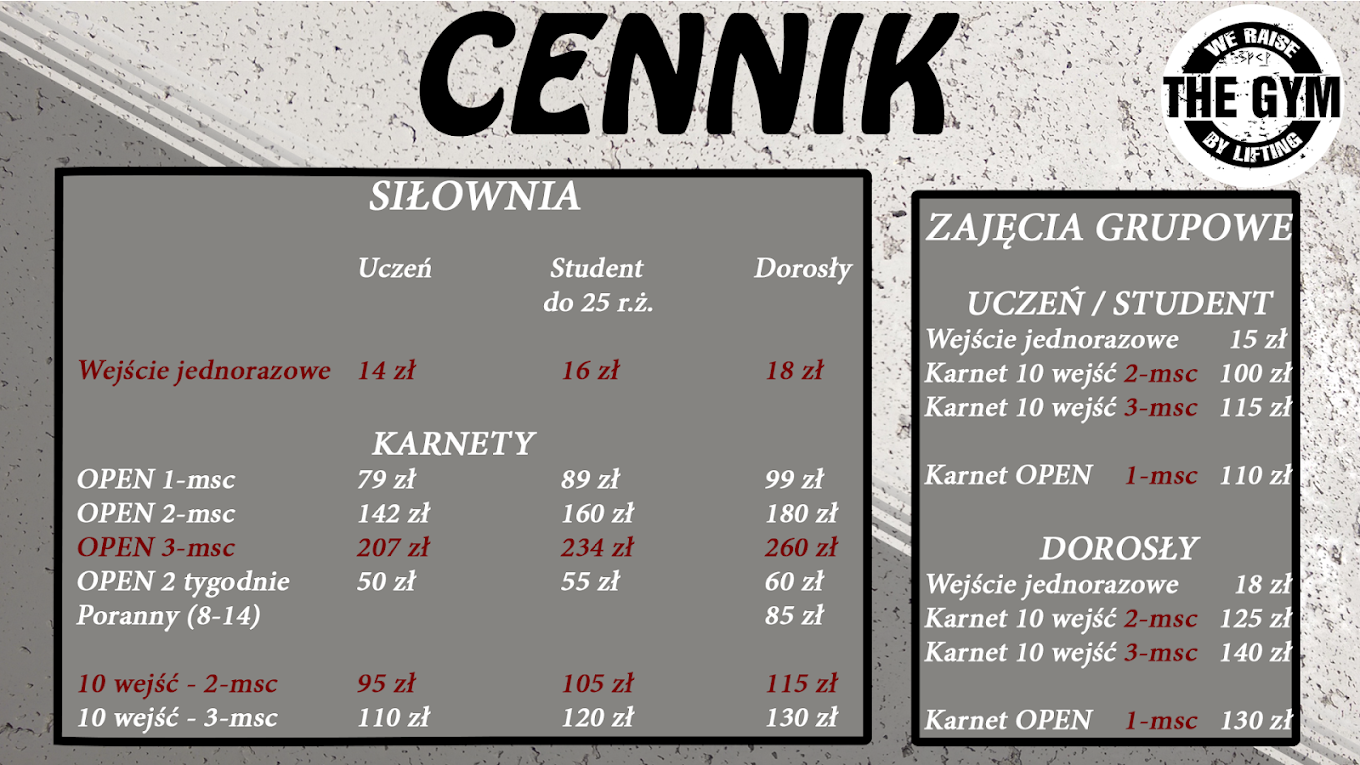 CENNIK
WE RAISE
THE GYM
BY LIFTING
SIŁOWNIA
Uczeń Student Dorosły
do 25 r.ż.
Wejście jednorazowe 14 zł 16 zł 18 zł
KARNETY
OPEN 1-msc 79 zł 89 zł 99 zł
OPEN 2-msc 142 zł 160 zł 180 zł
OPEN 3-msc 207 zł 234 zł 260 zł
OPEN 2 tygodnie 50 zł 55 zł 60 zł
Poranny (8-14) 85 zł
10 wejść - 2-msc 95 zł 105 zł 115 zł
10 wejść - 3-msc 110 zł 120 zł 130 zł
ZAJĘCIA GRUPOWE
UCZEŃ / STUDENT
Wejście jednorazowe 15 zł
Karnet 10 wejść 2-msc 100 zł
Karnet 10 wejść 3-msc 115 zł
Karnet OPEN 1-msc 110 zł
DOROSŁY
Wejście jednorazowe 18 zł
Karnet 10 wejść 2-msc 125 zł
Karnet 10 wejść 3-msc 140 zł
Karnet OPEN 1-msc 130 zł